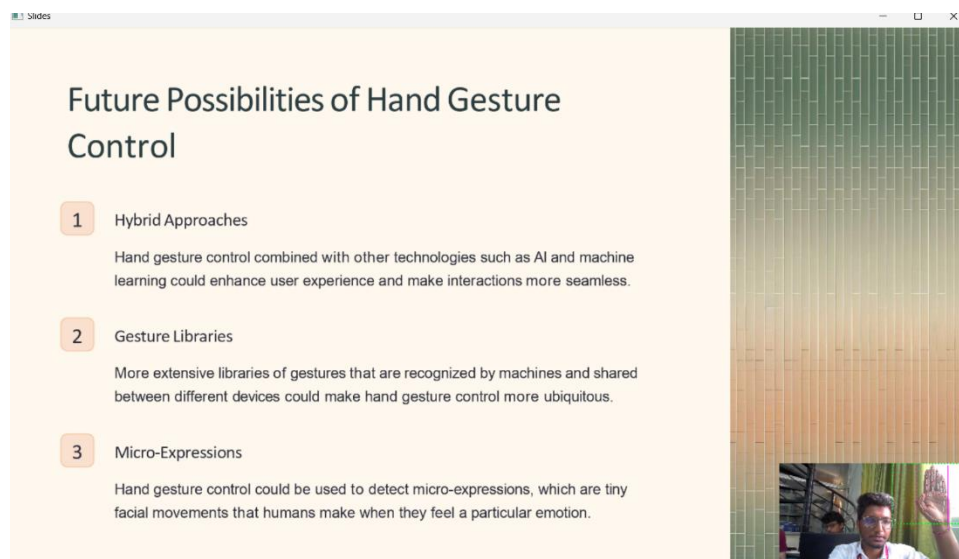 Slides
Future Possibilities of Hand Gesture
Control
1
Hybrid Approaches
Hand gesture control combined with other technologies such as AI and machine
learning could enhance user experience and make interactions more seamless.
2
Gesture Libraries
More extensive libraries of gestures that are recognized by machines and shared
between different devices could make hand gesture control more ubiquitous.
3
Micro-Expressions
Hand gesture control could be used to detect micro-expressions, which are tiny
facial movements that humans make when they feel a particular emotion.